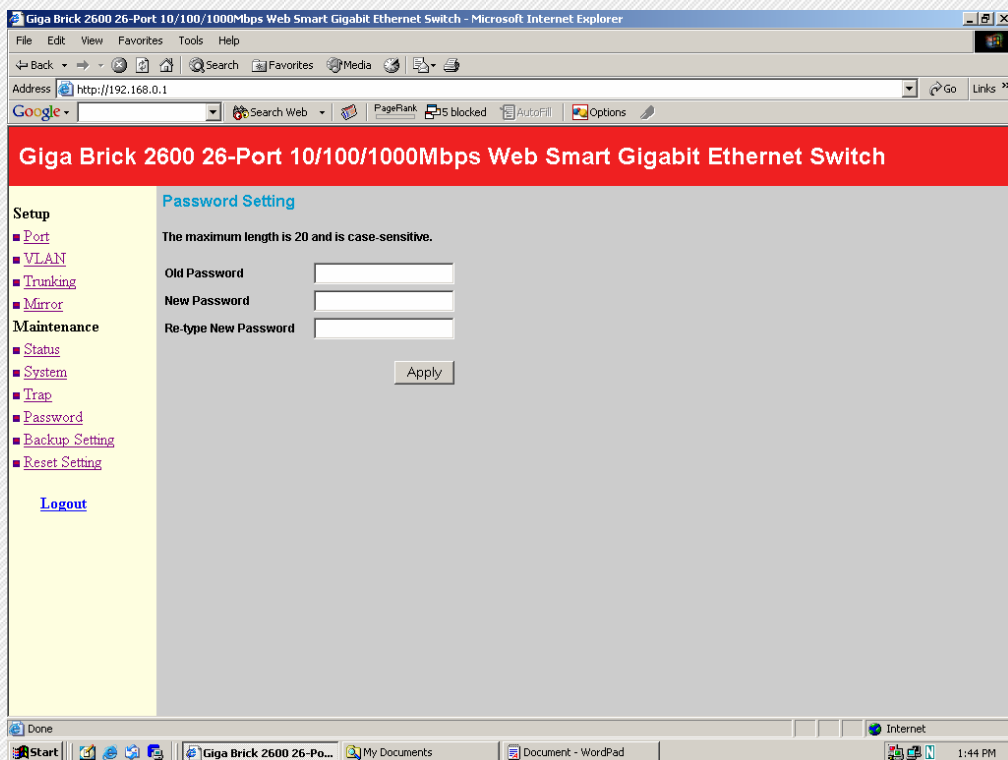 Giga Brick 2600 26-Port 10/100/1000Mbps Web Smart Gigabit Ethernet Switch - Microsoft Internet Explorer
File Edit View Favorites Tools Help
Back Search Favorites Media
Address http://192.168.0.1 Go Links »
Google Search Web PageRank 5 blocked AutoFill Options
Giga Brick 2600 26-Port 10/100/1000Mbps Web Smart Gigabit Ethernet Switch
Setup
Port
VLAN
Trunking
Mirror
Maintenance
Status
System
Trap
Password
Backup Setting
Reset Setting
Logout
Password Setting
The maximum length is 20 and is case-sensitive.
Old Password
New Password
Re-type New Password
Apply
Done Internet
Start Giga Brick 2600 26-Po... My Documents Document - WordPad N 1:44 PM